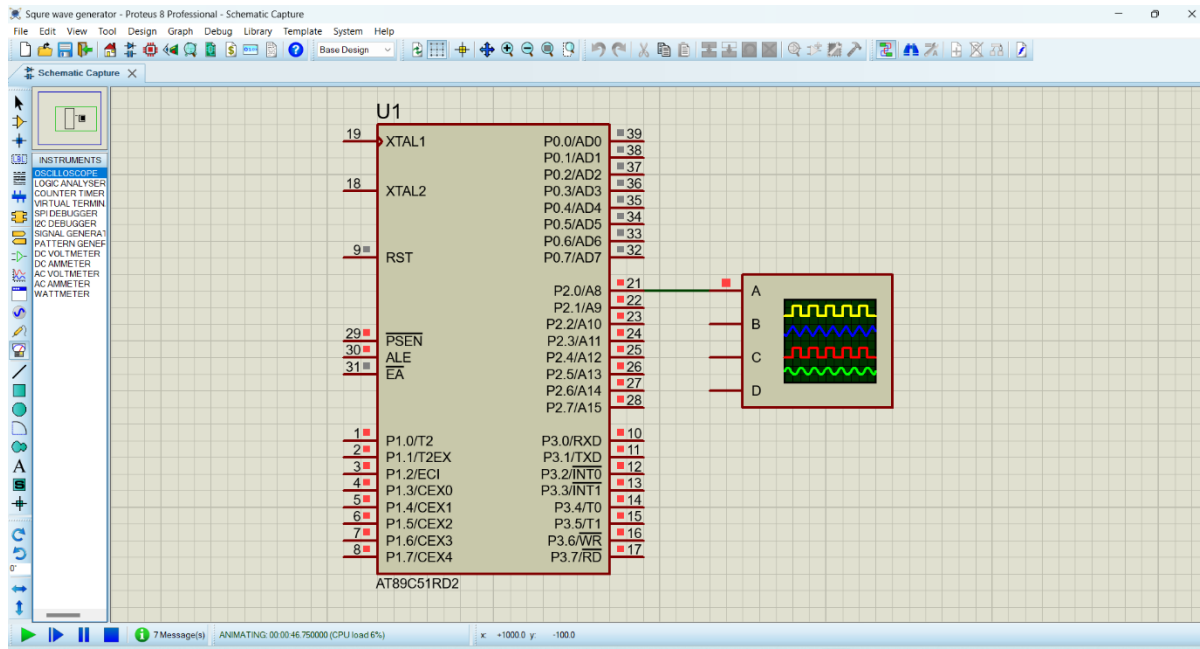 Squre wave generator - Proteus 8 Professional - Schematic Capture
File Edit View Tool Design Graph Debug Library Template System Help
Base Design
Schematic Capture
INSTRUMENTS
OSCILLOSCOPE
LOGIC ANALYSER
COUNTER TIMER
VIRTUAL TERMIN
SPI DEBUGGER
I2C DEBUGGER
SIGNAL GENERAT
PATTERN GENEF
DC VOLTMETER
DC AMMETER
AC VOLTMETER
AC AMMETER
WATTMETER
0°
U1
19 XTAL1
18 XTAL2
9 RST
29 PSEN
30 ALE
31 EA
1 P1.0/T2
2 P1.1/T2EX
3 P1.2/ECI
4 P1.3/CEX0
5 P1.4/CEX1
6 P1.5/CEX2
7 P1.6/CEX3
8 P1.7/CEX4
P0.0/AD0 39
P0.1/AD1 38
P0.2/AD2 37
P0.3/AD3 36
P0.4/AD4 35
P0.5/AD5 34
P0.6/AD6 33
P0.7/AD7 32
P2.0/A8 21
P2.1/A9 22
P2.2/A10 23
P2.3/A11 24
P2.4/A12 25
P2.5/A13 26
P2.6/A14 27
P2.7/A15 28
P3.0/RXD 10
P3.1/TXD 11
P3.2/INT0 12
P3.3/INT1 13
P3.4/T0 14
P3.5/T1 15
P3.6/WR 16
P3.7/RD 17
AT89C51RD2
A
B
C
D
7 Message(s) ANIMATING: 00:00:46.750000 (CPU load 6%) x: +1000.0 y: -100.0